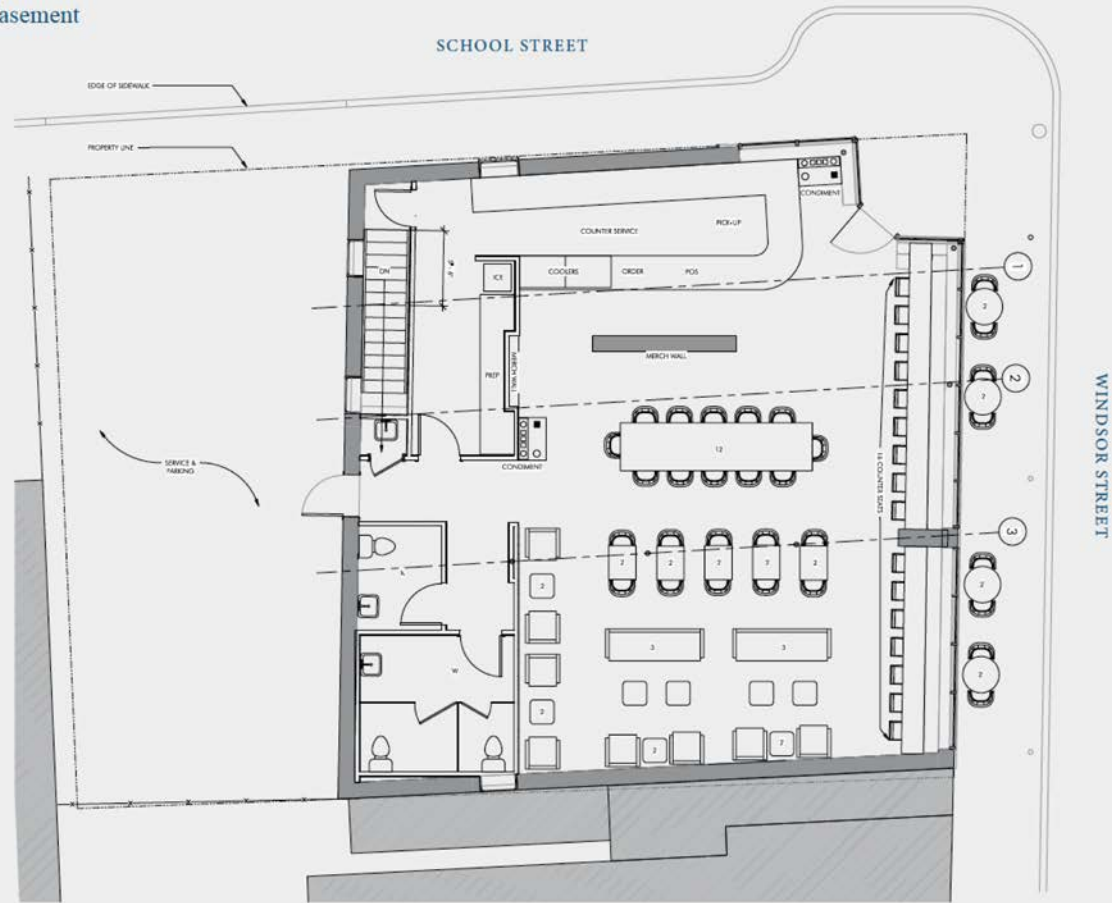 asement
SCHOOL STREET
EDGE OF SIDEWALK
PROPERTY LINE
CONDIMENT
PICK-UP
COUNTER SERVICE
DN
ICE
COOLERS
ORDER
POS
1
2
MERCH WALL
MERCH WALL
PREP
2
2
WINDSOR STREET
12
CONDIMENT
SERVICE &
PARKING
COUNTER SEATS
3
2
2
2
2
2
2
2
3
3
W
2
2
2
2